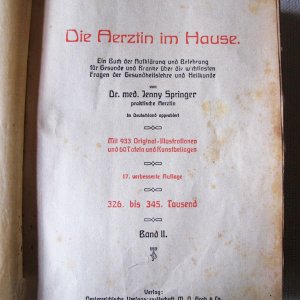 Die Aerztin im Hause.
Ein Buch der Aufklärung und Belehrung
für Gesunde und Kranke über die wichtigsten
Fragen der Gesundheitslehre und Heilkunde
von
Dr. med. Jenny Springer
praktische Aerztin
In Deutschland approbiert
Mit 933 Original-Illustrationen
und 60 Tafeln und Kunstbeilagen
17. verbesserte Auflage
326. bis 345. Tausend
Band II.
Verlag: